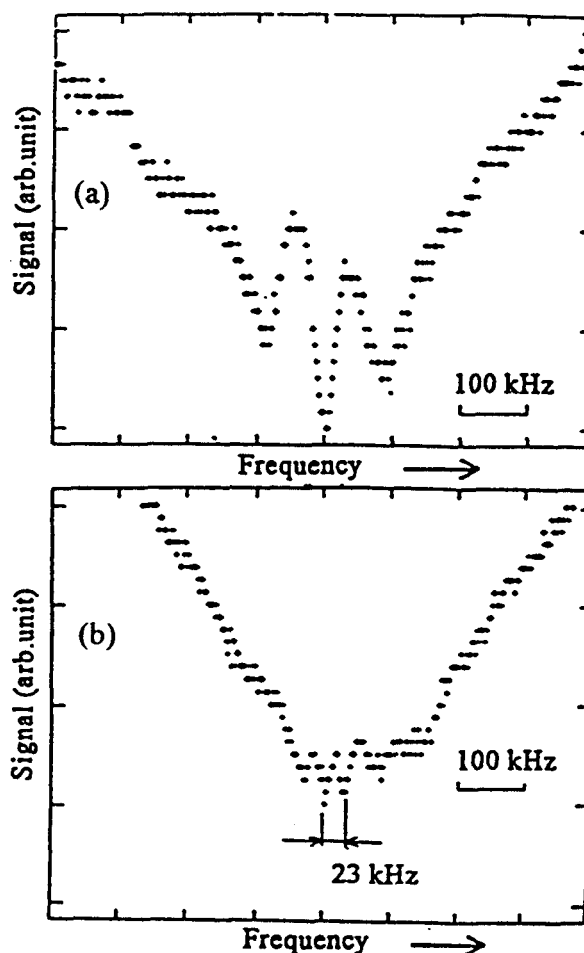 Signal (arb.unit)
(a)
100 kHz
Frequency
Signal (arb.unit)
(b)
100 kHz
23 kHz
Frequency